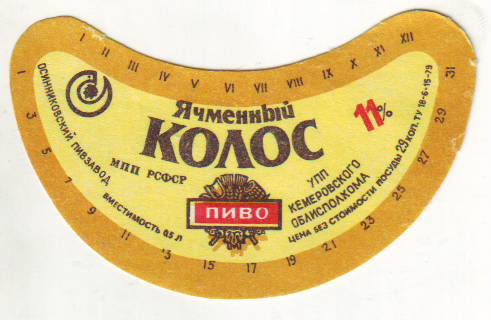 I II III IV V VI VII VIII IX X XI XII
ОСИННИКОВСКИЙ ПИВЗАВОД
Ячменный
КОЛОС
11%
МПП РСФСР
ВМЕСТИМОСТЬ 0,5 Л
ПИВО
УПП
КЕМЕРОВСКОГО
ОБЛИСПОЛКОМА
ЦЕНА БЕЗ СТОИМОСТИ ПОСУДЫ 29 КОП. ТУ 18-6-15-79
1 3 5 7 9 11 13 15 17 19 21 23 25 27 29 31